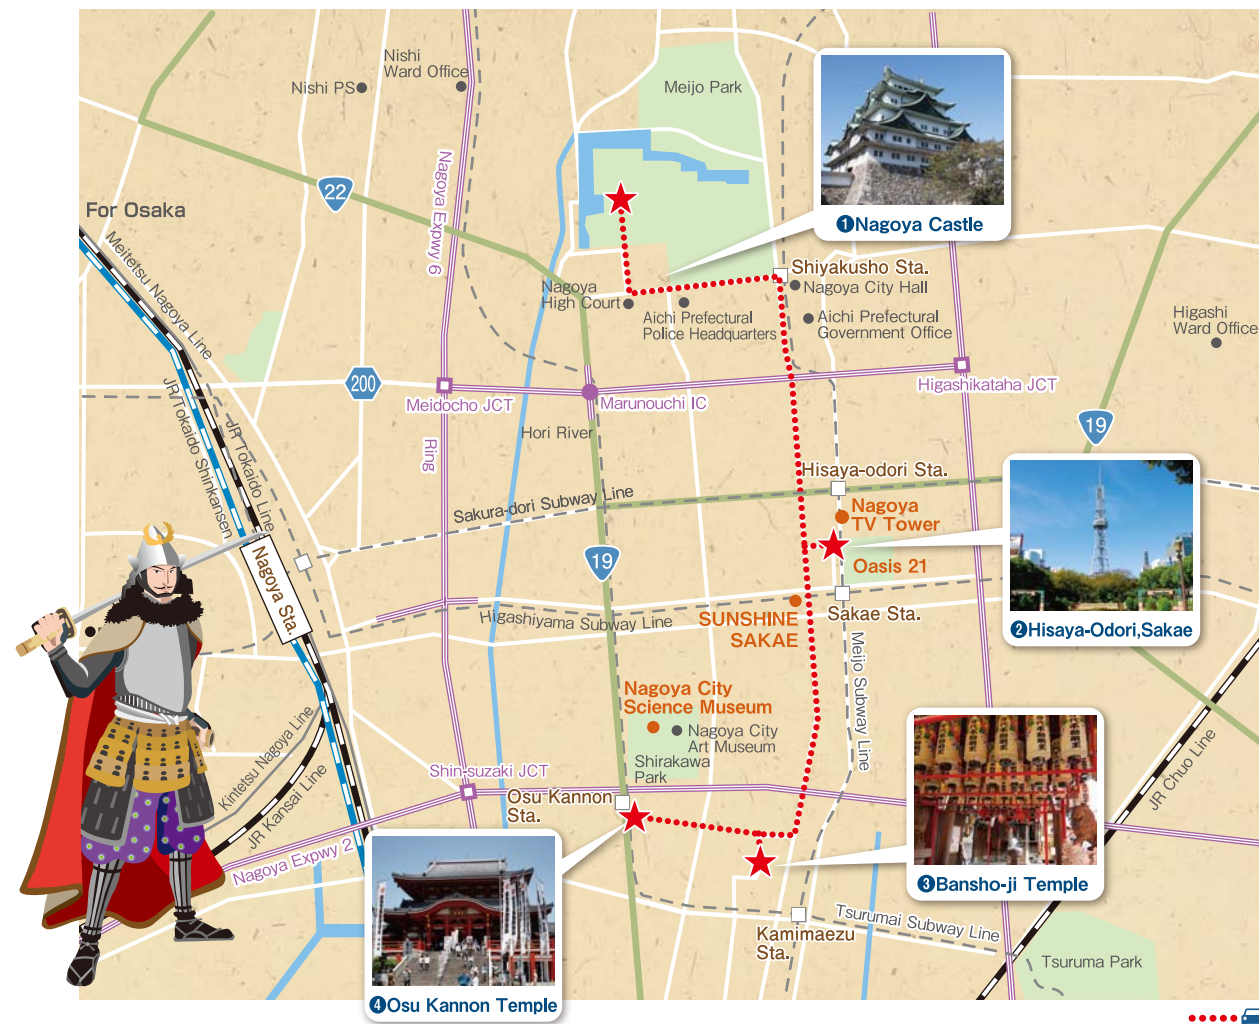 Nishi
Ward Office
Nishi PS
Meijo Park
22
For Osaka
Meitetsu Nagoya Line
Nagoya Expwy 6
❶Nagoya Castle
Shiyakusho Sta.
Nagoya City Hall
Nagoya
High Court
Aichi Prefectural
Police Headquarters
Aichi Prefectural
Government Office
Higashi
Ward Office
200
Meidocho JCT
Marunouchi IC
Higashikataha JCT
Hori River
Ring
19
JR Tokaido Shinkansen
JR Tokaido Line
Hisaya-odori Sta.
Sakura-dori Subway Line
Nagoya
TV Tower
Oasis 21
19
Nagoya Sta.
Higashiyama Subway Line
SUNSHINE
SAKAE
Sakae Sta.
❷Hisaya-Odori,Sakae
Meijo Subway Line
Nagoya City
Science Museum
Nagoya City
Art Museum
Shirakawa
Park
Kintetsu Nagoya Line
JR Kansai Line
Shin-suzaki JCT
Osu Kannon
Sta.
JR Chuo Line
Nagoya Expwy 2
❸Bansho-ji Temple
Tsurumai Subway Line
Kamimaezu
Sta.
Tsuruma Park
❹Osu Kannon Temple